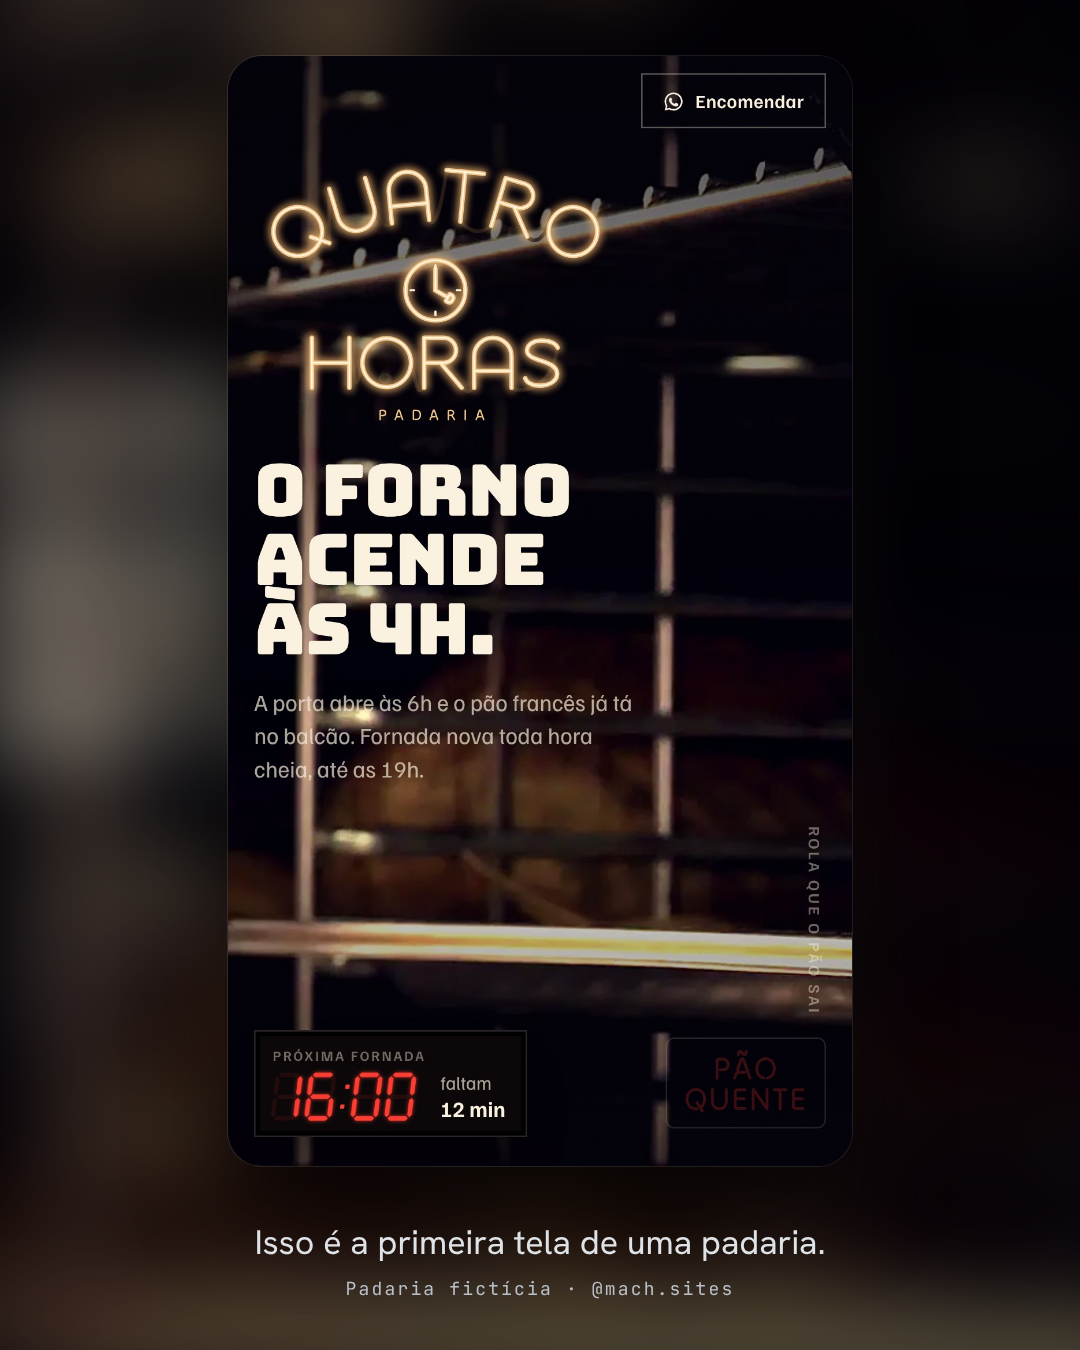 Encomendar
QUATRO
HORAS
PADARIA
O FORNO
ACENDE
ÀS 4H.
A porta abre às 6h e o pão francês já tá
no balcão. Fornada nova toda hora
cheia, até as 19h.
ROLA QUE O PÃO SAI
PRÓXIMA FORNADA
16:00
faltam
12 min
PÃO
QUENTE
Isso é a primeira tela de uma padaria.
Padaria fictícia · @mach.sites